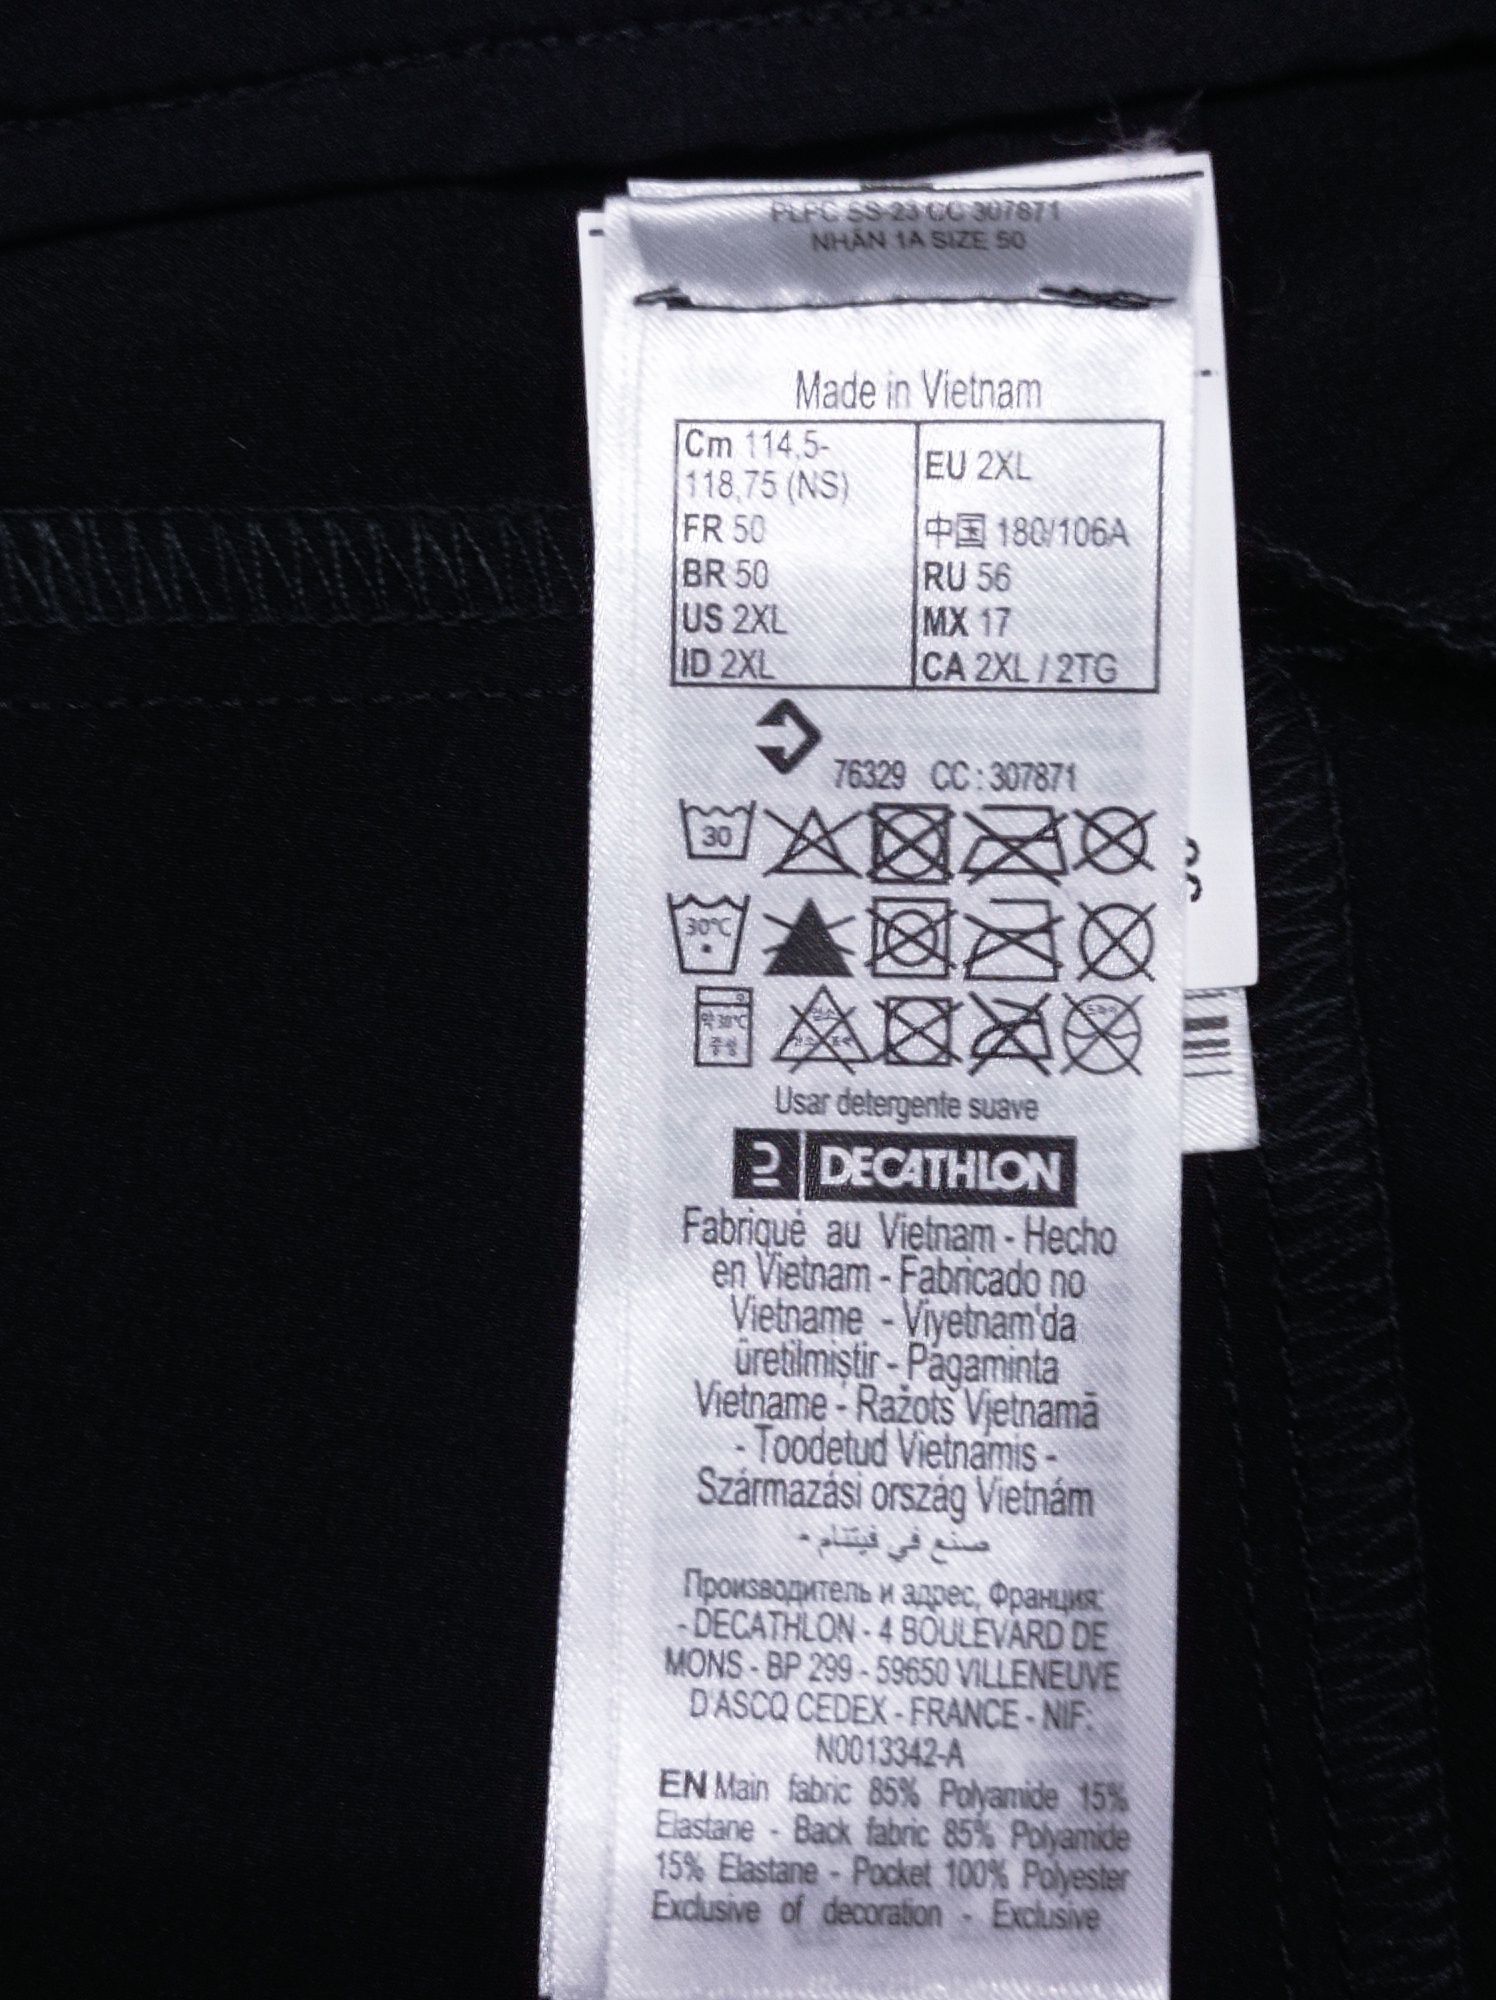 PLPC SS-23 CC 307871
NHÃN 1A SIZE 50
Made in Vietnam
Cm 114,5-
118,75 (NS)
FR 50
BR 50
US 2XL
ID 2XL
EU 2XL
中国 180/106A
RU 56
MX 17
CA 2XL / 2TG
76329 CC : 307871
30
30°C
약 30°C
중성
Usar detergente suave
DECATHLON
Fabriqué au Vietnam - Hecho
en Vietnam - Fabricado no
Vietname - Viyetnam'da
üretilmiştir - Pagaminta
Vietname - Ražots Vjetnamā
- Toodetud Vietnamis -
Származási ország Vietnám
صنع في فيتنام -
Производитель и адрес, Франция:
- DECATHLON - 4 BOULEVARD DE
MONS - BP 299 - 59650 VILLENEUVE
D'ASCQ CEDEX - FRANCE - NIF:
N0013342-A
EN Main fabric 85% Polyamide 15%
Elastane - Back fabric 85% Polyamide
15% Elastane - Pocket 100% Polyester
Exclusive of decoration - Exclusive